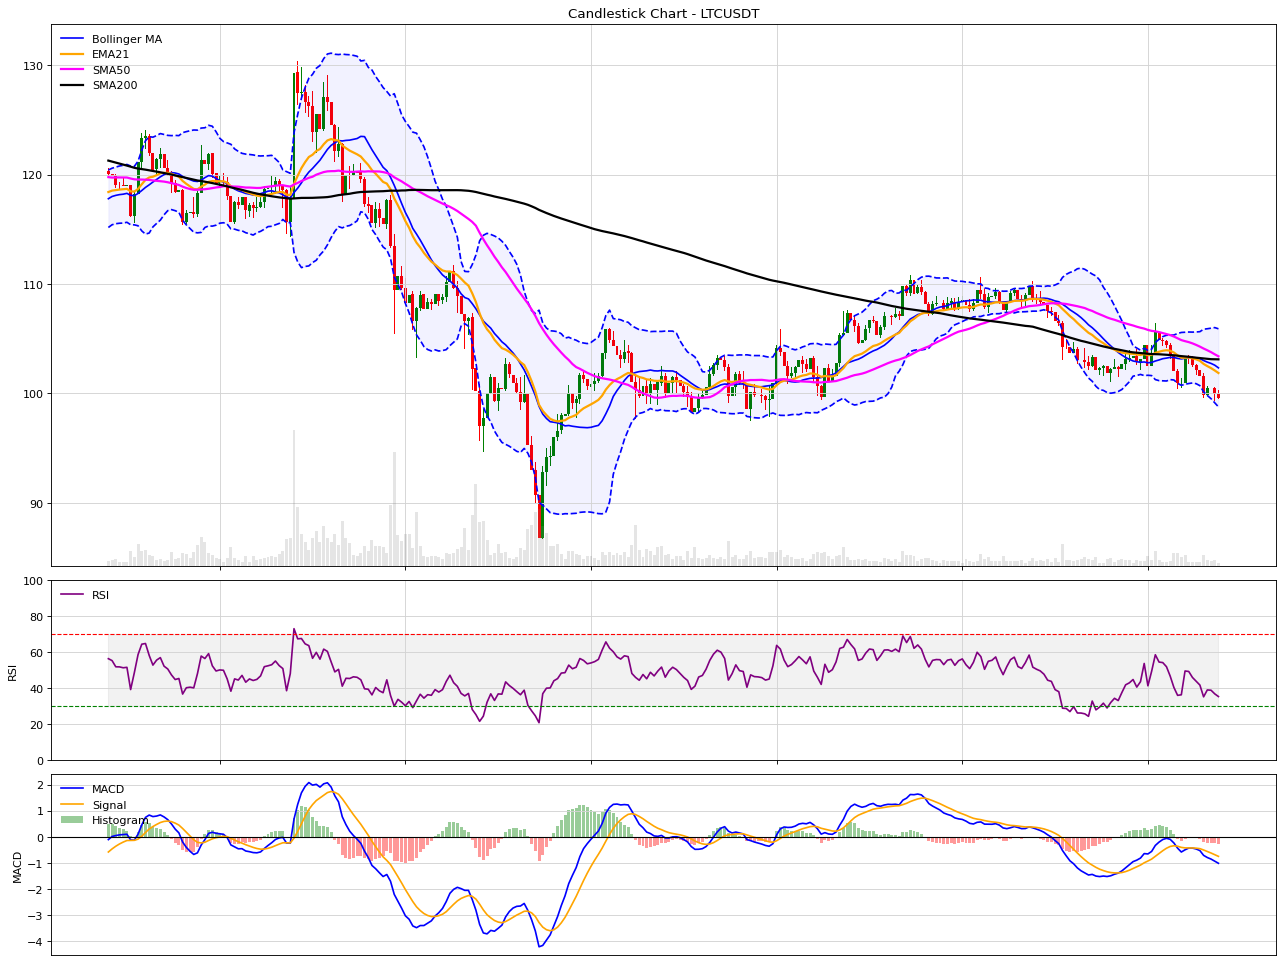 Candlestick Chart - LTCUSDT
Bollinger MA
EMA21
SMA50
SMA200
130
120
110
100
90
RSI
100
80
60
40
20
0
RSI
MACD
Signal
Histogram
2
1
0
−1
−2
−3
−4
MACD